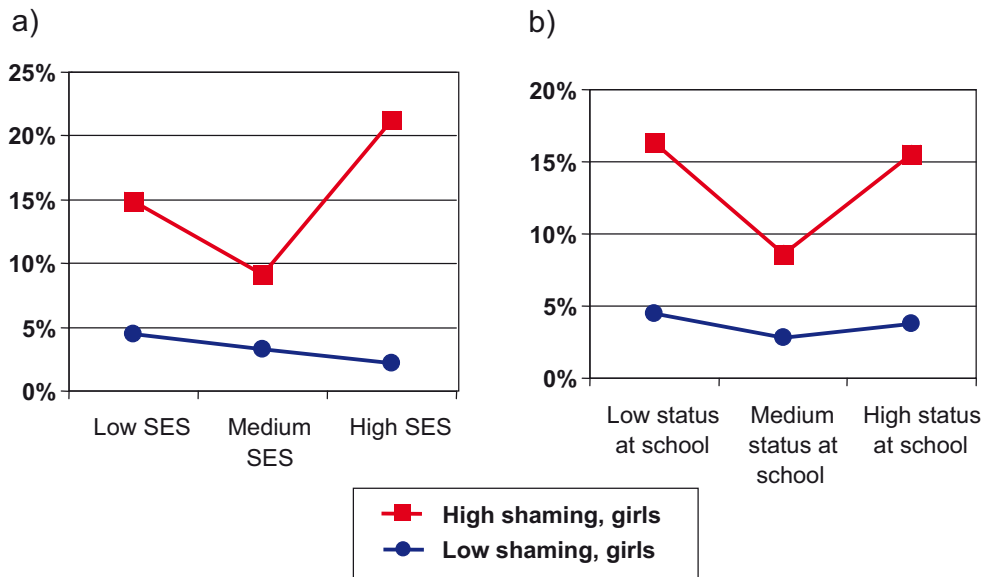 a)
25%
20%
15%
10%
5%
0%
Low SES
Medium
SES
High SES
b)
20%
15%
10%
5%
0%
Low status
at school
Medium
status at
school
High status
at school
High shaming, girls
Low shaming, girls